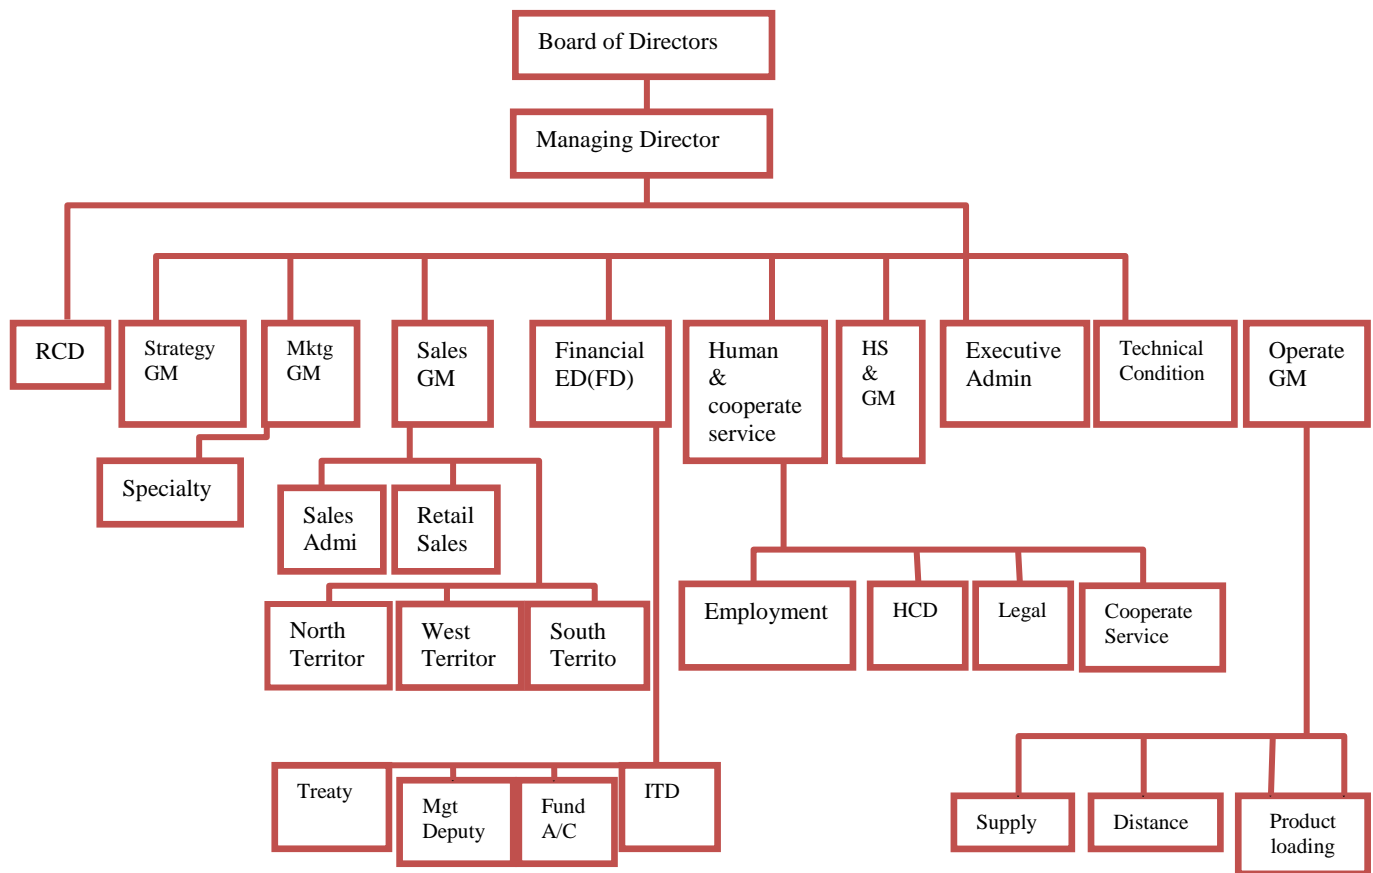 Board of Directors
Managing Director
RCD
Strategy
GM
Mktg
GM
Sales
GM
Financial
ED(FD)
Human
&
cooperate
service
HS
&
GM
Executive
Admin
Technical
Condition
Operate
GM
Specialty
Sales
Admi
Retail
Sales
North
Territor
West
Territor
South
Territo
Employment
HCD
Legal
Cooperate
Service
Treaty
Mgt
Deputy
Fund
A/C
ITD
Supply
Distance
Product
loading